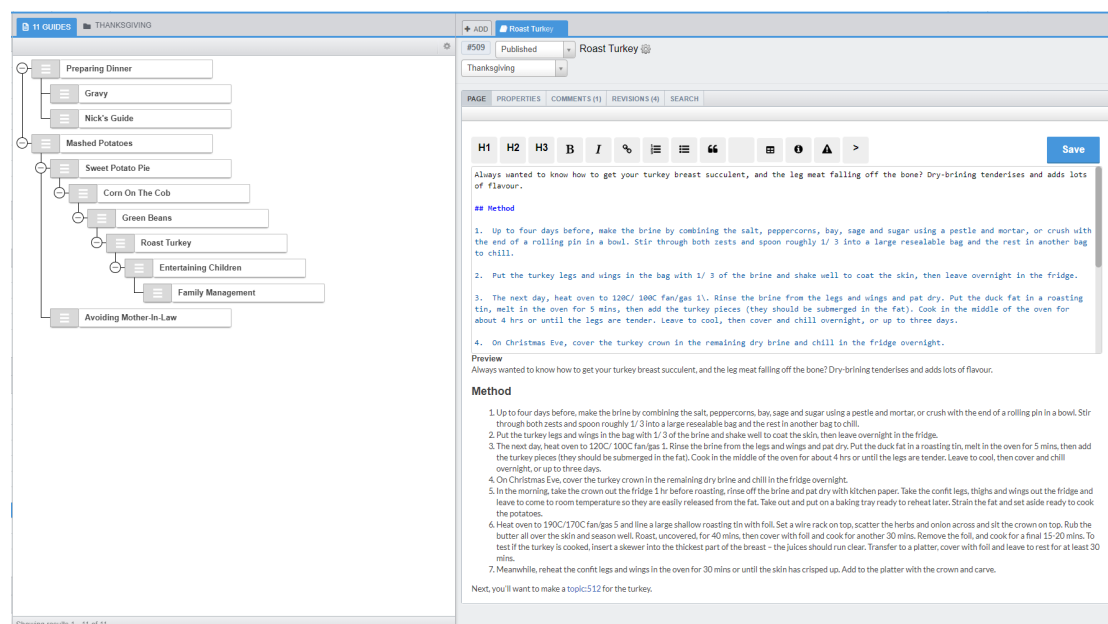 11 GUIDES THANKSGIVING
Preparing Dinner
Gravy
Nick's Guide
Mashed Potatoes
Sweet Potato Pie
Corn On The Cob
Green Beans
Roast Turkey
Entertaining Children
Family Management
Avoiding Mother-In-Law
+ ADD Roast Turkey
#509 Published Roast Turkey
Thanksgiving
PAGE PROPERTIES COMMENTS (1) REVISIONS (4) SEARCH
H1 H2 H3 B I > Save
Always wanted to know how to get your turkey breast succulent, and the leg meat falling off the bone? Dry-brining tenderises and adds lots
of flavour.
## Method
1. Up to four days before, make the brine by combining the salt, peppercorns, bay, sage and sugar using a pestle and mortar, or crush with
the end of a rolling pin in a bowl. Stir through both zests and spoon roughly 1/ 3 into a large resealable bag and the rest in another bag
to chill.
2. Put the turkey legs and wings in the bag with 1/ 3 of the brine and shake well to coat the skin, then leave overnight in the fridge.
3. The next day, heat oven to 120C/ 100C fan/gas 1\. Rinse the brine from the legs and wings and pat dry. Put the duck fat in a roasting
tin, melt in the oven for 5 mins, then add the turkey pieces (they should be submerged in the fat). Cook in the middle of the oven for
about 4 hrs or until the legs are tender. Leave to cool, then cover and chill overnight, or up to three days.
4. On Christmas Eve, cover the turkey crown in the remaining dry brine and chill in the fridge overnight.
Preview
Always wanted to know how to get your turkey breast succulent, and the leg meat falling off the bone? Dry-brining tenderises and adds lots of flavour.
Method
1. Up to four days before, make the brine by combining the salt, peppercorns, bay, sage and sugar using a pestle and mortar, or crush with the end of a rolling pin in a bowl. Stir
through both zests and spoon roughly 1/ 3 into a large resealable bag and the rest in another bag to chill.
2. Put the turkey legs and wings in the bag with 1/ 3 of the brine and shake well to coat the skin, then leave overnight in the fridge.
3. The next day, heat oven to 120C/ 100C fan/gas 1. Rinse the brine from the legs and wings and pat dry. Put the duck fat in a roasting tin, melt in the oven for 5 mins, then add
the turkey pieces (they should be submerged in the fat). Cook in the middle of the oven for about 4 hrs or until the legs are tender. Leave to cool, then cover and chill
overnight, or up to three days.
4. On Christmas Eve, cover the turkey crown in the remaining dry brine and chill in the fridge overnight.
5. In the morning, take the crown out the fridge 1 hr before roasting, rinse off the brine and pat dry with kitchen paper. Take the confit legs, thighs and wings out the fridge and
leave to come to room temperature so they are easily released from the fat. Take out and put on a baking tray ready to reheat later. Strain the fat and set aside ready to cook
the potatoes.
6. Heat oven to 190C/170C fan/gas 5 and line a large shallow roasting tin with foil. Set a wire rack on top, scatter the herbs and onion across and sit the crown on top. Rub the
butter all over the skin and season well. Roast, uncovered, for 40 mins, then cover with foil and cook for another 30 mins. Remove the foil, and cook for a final 15-20 mins. To
test if the turkey is cooked, insert a skewer into the thickest part of the breast – the juices should run clear. Transfer to a platter, cover with foil and leave to rest for at least 30
mins.
7. Meanwhile, reheat the confit legs and wings in the oven for 30 mins or until the skin has crisped up. Add to the platter with the crown and carve.
Next, you'll want to make a topic:512 for the turkey.
Showing results 1 - 11 of 11